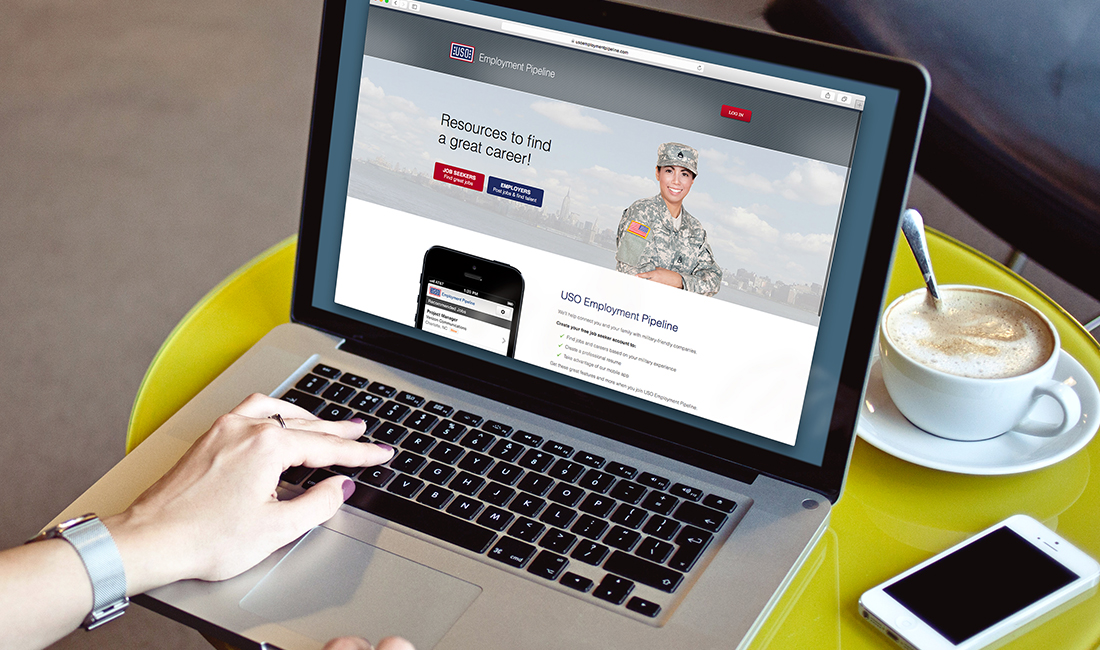 usoemploymentpipeline.com
USO Employment Pipeline
LOG IN
Resources to find
a great career!
JOB SEEKERS
Find great jobs
EMPLOYERS
Post jobs & find talent
1:20 PM
USO Employment Pipeline
Recommended Jobs
Project Manager
Verizon Communications
Charlotte, NC
USO Employment Pipeline
We'll help connect you and your family with military-friendly companies.
Create your free job seeker account to:
✓ Find jobs and careers based on your military experience
✓ Create a professional resume
✓ Take advantage of our mobile app
Get these great features and more when you join USO Employment Pipeline.